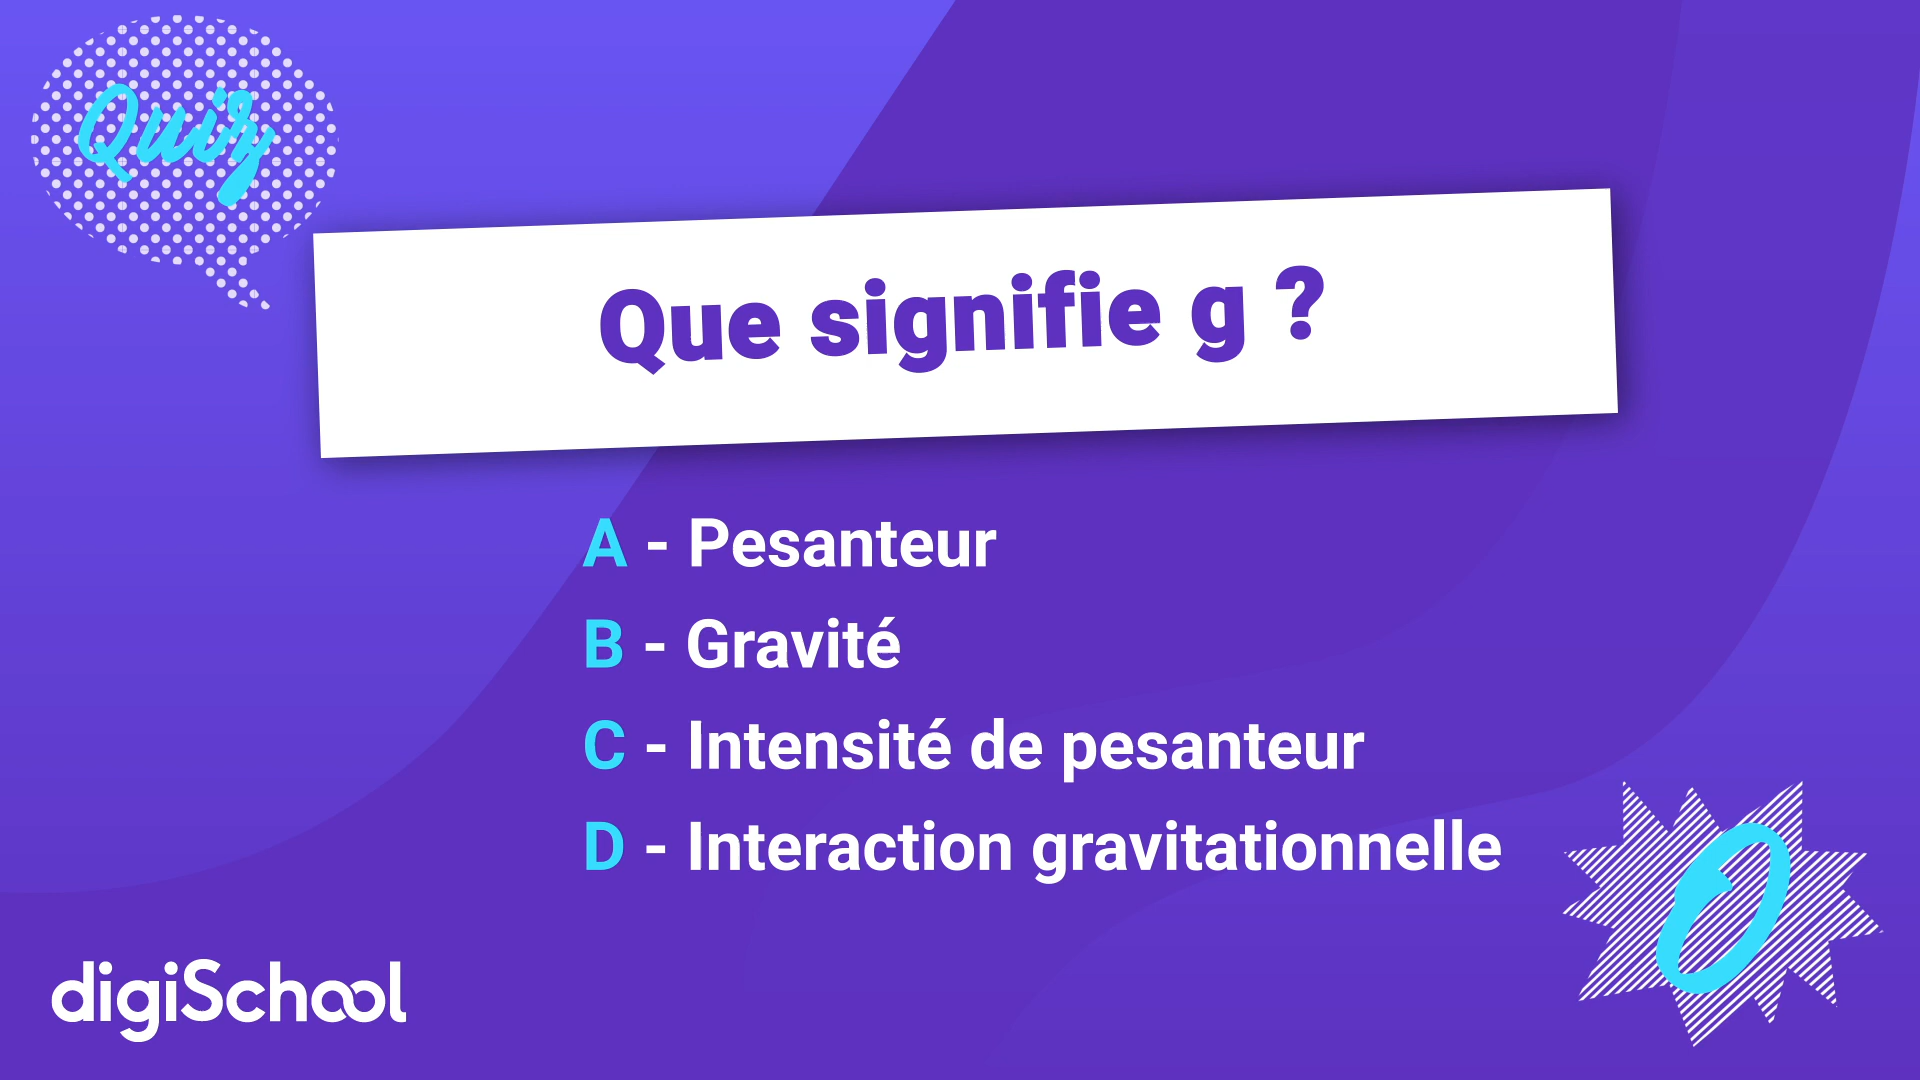 Quiz
Que signifie g ?
A - Pesanteur
B - Gravité
C - Intensité de pesanteur
D - Interaction gravitationnelle
0
digiSchool